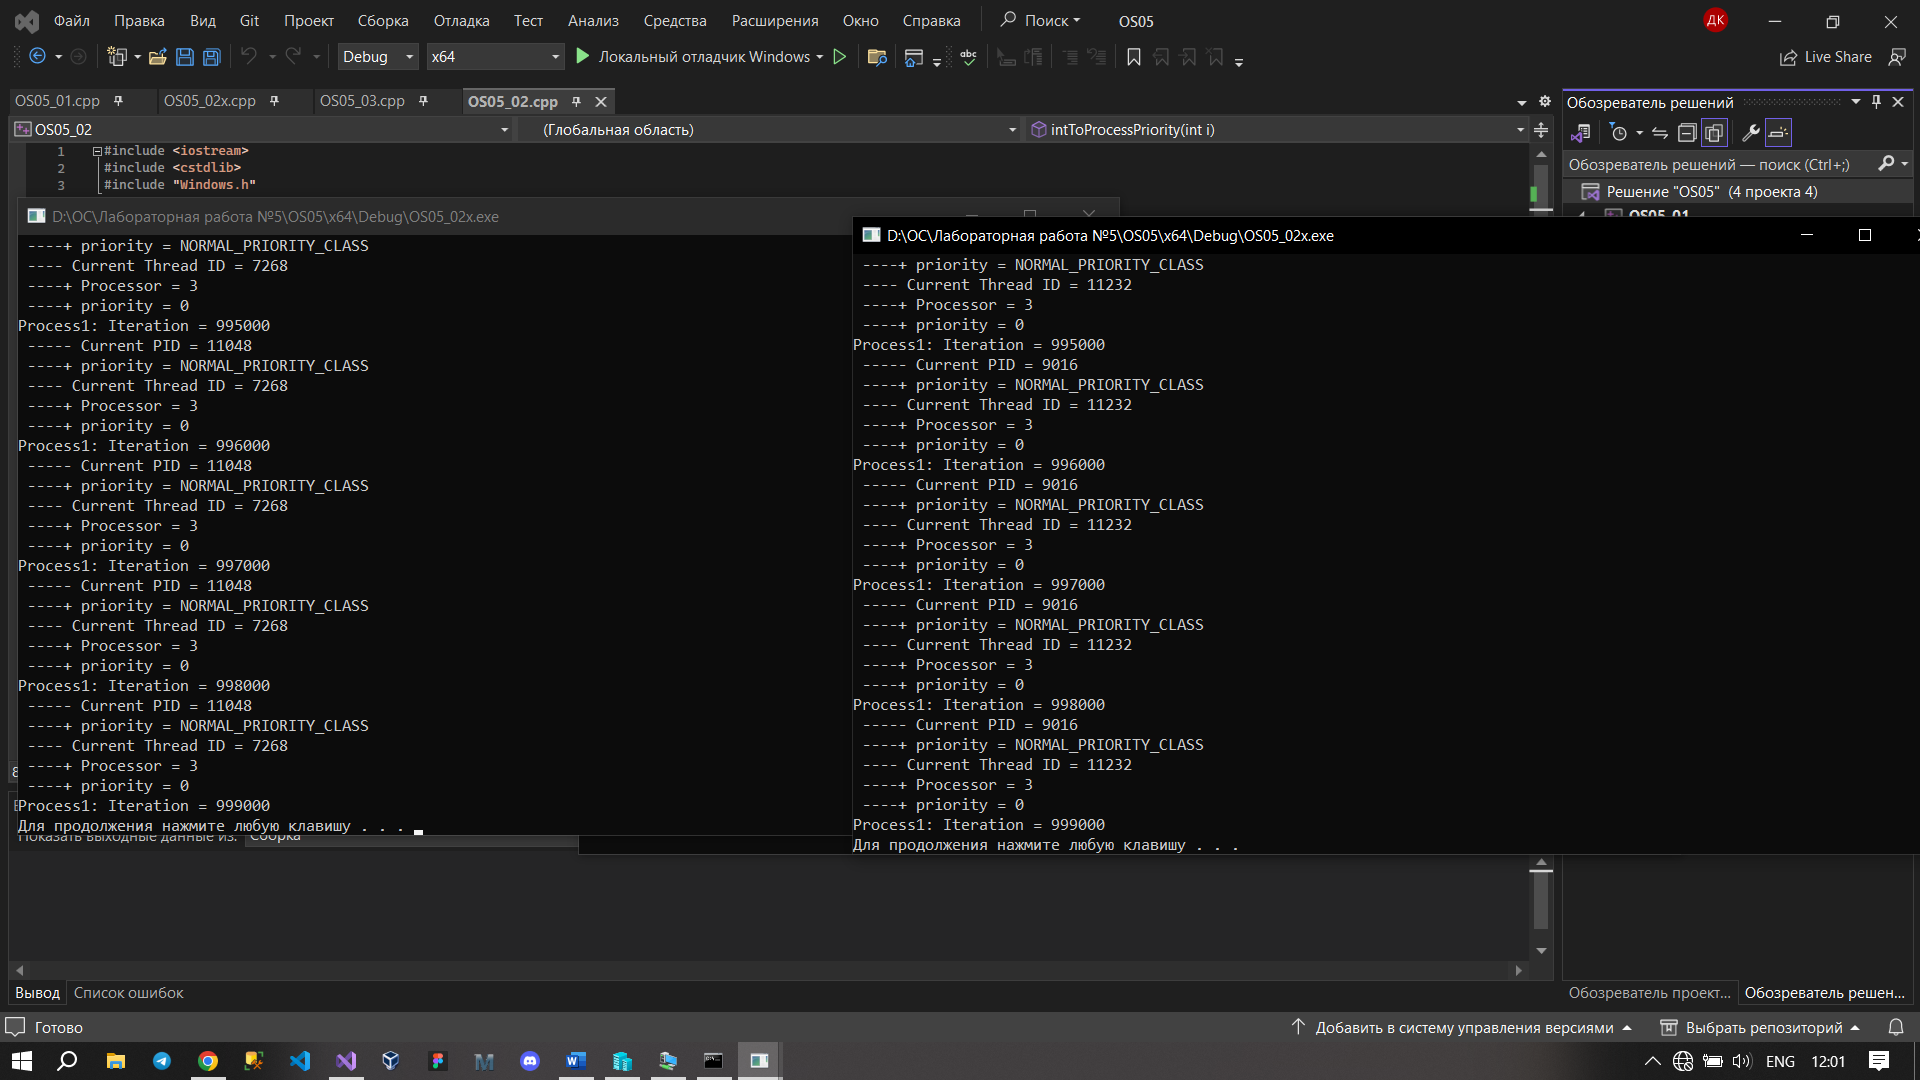 Файл Правка Вид Git Проект Сборка Отладка Тест Анализ Средства Расширения Окно Справка Поиск OS05 ДК
Debug x64 Локальный отладчик Windows Live Share
OS05_01.cpp OS05_02x.cpp OS05_03.cpp OS05_02.cpp
OS05_02 (Глобальная область) intToProcessPriority(int i)
1 #include <iostream>
2 #include <cstdlib>
3 #include "Windows.h"
Обозреватель решений
Обозреватель решений — поиск (Ctrl+;)
Решение "OS05" (4 проекта 4)
OS05_01
D:\ОС\Лабораторная работа №5\OS05\x64\Debug\OS05_02x.exe
----+ priority = NORMAL_PRIORITY_CLASS
---- Current Thread ID = 7268
----+ Processor = 3
----+ priority = 0
Process1: Iteration = 995000
----- Current PID = 11048
----+ priority = NORMAL_PRIORITY_CLASS
---- Current Thread ID = 7268
----+ Processor = 3
----+ priority = 0
Process1: Iteration = 996000
----- Current PID = 11048
----+ priority = NORMAL_PRIORITY_CLASS
---- Current Thread ID = 7268
----+ Processor = 3
----+ priority = 0
Process1: Iteration = 997000
----- Current PID = 11048
----+ priority = NORMAL_PRIORITY_CLASS
---- Current Thread ID = 7268
----+ Processor = 3
----+ priority = 0
Process1: Iteration = 998000
----- Current PID = 11048
----+ priority = NORMAL_PRIORITY_CLASS
---- Current Thread ID = 7268
----+ Processor = 3
----+ priority = 0
Process1: Iteration = 999000
Для продолжения нажмите любую клавишу . . .
D:\ОС\Лабораторная работа №5\OS05\x64\Debug\OS05_02x.exe
----+ priority = NORMAL_PRIORITY_CLASS
---- Current Thread ID = 11232
----+ Processor = 3
----+ priority = 0
Process1: Iteration = 995000
----- Current PID = 9016
----+ priority = NORMAL_PRIORITY_CLASS
---- Current Thread ID = 11232
----+ Processor = 3
----+ priority = 0
Process1: Iteration = 996000
----- Current PID = 9016
----+ priority = NORMAL_PRIORITY_CLASS
---- Current Thread ID = 11232
----+ Processor = 3
----+ priority = 0
Process1: Iteration = 997000
----- Current PID = 9016
----+ priority = NORMAL_PRIORITY_CLASS
---- Current Thread ID = 11232
----+ Processor = 3
----+ priority = 0
Process1: Iteration = 998000
----- Current PID = 9016
----+ priority = NORMAL_PRIORITY_CLASS
---- Current Thread ID = 11232
----+ Processor = 3
----+ priority = 0
Process1: Iteration = 999000
Для продолжения нажмите любую клавишу . . .
Показать выходные данные из: Сборка
Вывод Список ошибок
Обозреватель проект... Обозреватель решен...
Готово Добавить в систему управления версиями Выбрать репозиторий
ENG 12:01